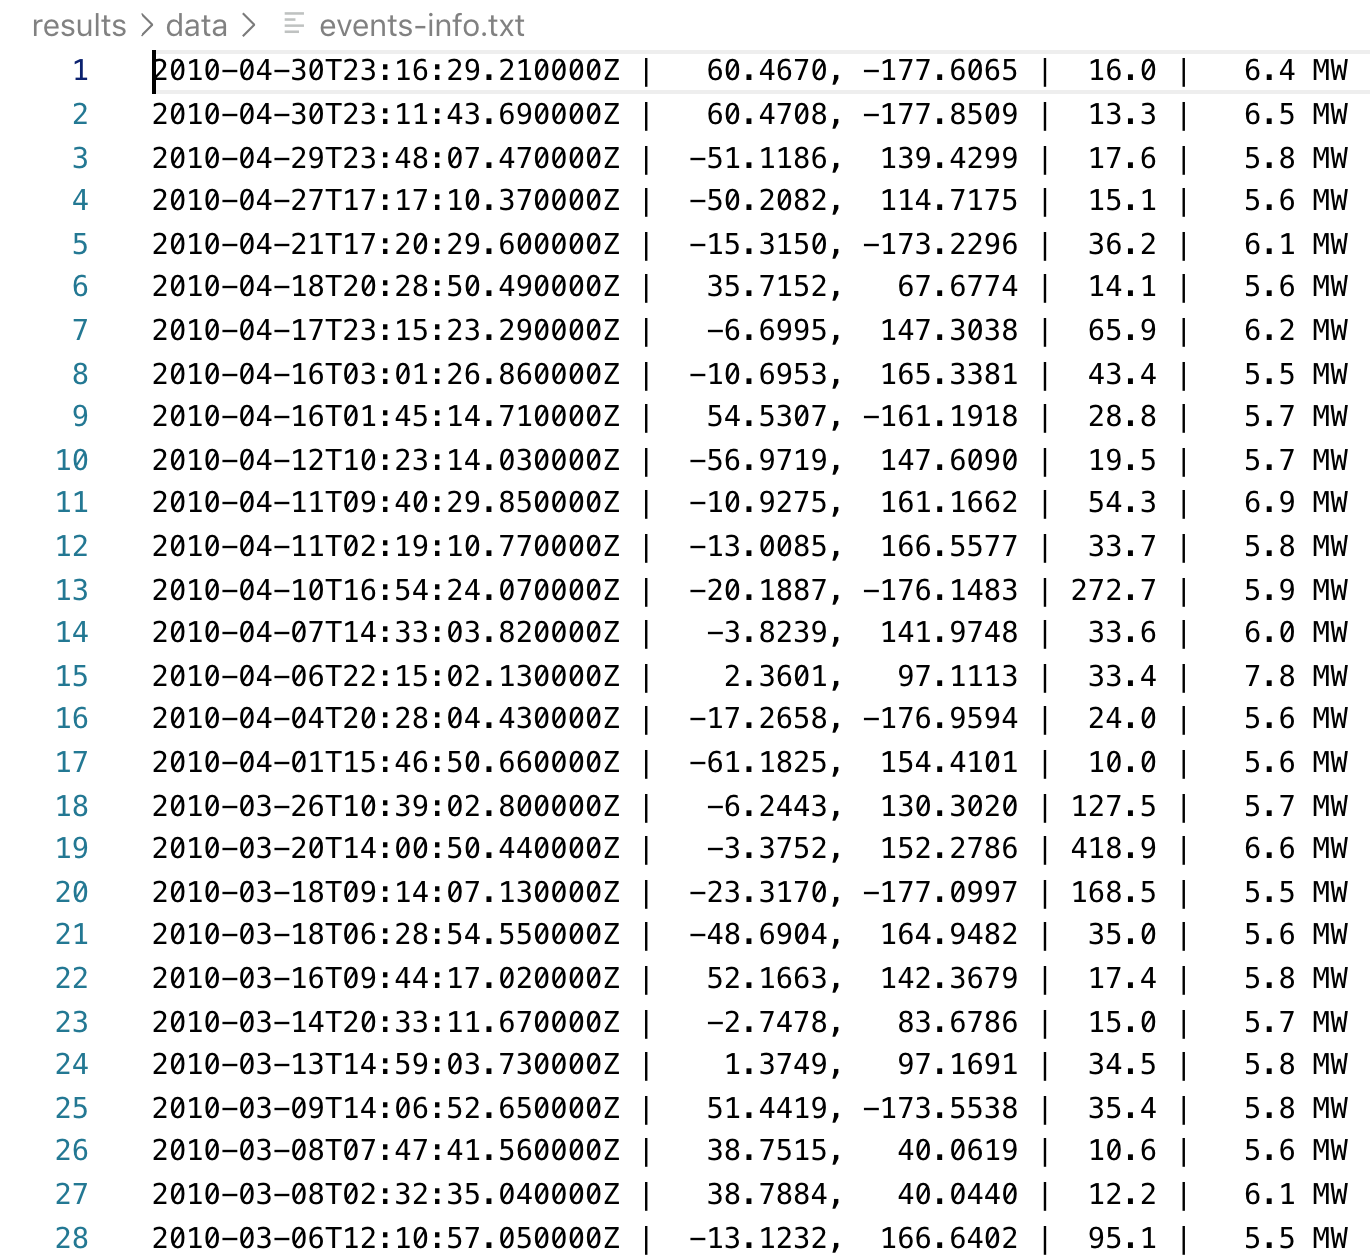 results > data > events-info.txt
1 2010-04-30T23:16:29.210000Z | 60.4670, -177.6065 | 16.0 | 6.4 MW
2 2010-04-30T23:11:43.690000Z | 60.4708, -177.8509 | 13.3 | 6.5 MW
3 2010-04-29T23:48:07.470000Z | -51.1186, 139.4299 | 17.6 | 5.8 MW
4 2010-04-27T17:17:10.370000Z | -50.2082, 114.7175 | 15.1 | 5.6 MW
5 2010-04-21T17:20:29.600000Z | -15.3150, -173.2296 | 36.2 | 6.1 MW
6 2010-04-18T20:28:50.490000Z | 35.7152, 67.6774 | 14.1 | 5.6 MW
7 2010-04-17T23:15:23.290000Z | -6.6995, 147.3038 | 65.9 | 6.2 MW
8 2010-04-16T03:01:26.860000Z | -10.6953, 165.3381 | 43.4 | 5.5 MW
9 2010-04-16T01:45:14.710000Z | 54.5307, -161.1918 | 28.8 | 5.7 MW
10 2010-04-12T10:23:14.030000Z | -56.9719, 147.6090 | 19.5 | 5.7 MW
11 2010-04-11T09:40:29.850000Z | -10.9275, 161.1662 | 54.3 | 6.9 MW
12 2010-04-11T02:19:10.770000Z | -13.0085, 166.5577 | 33.7 | 5.8 MW
13 2010-04-10T16:54:24.070000Z | -20.1887, -176.1483 | 272.7 | 5.9 MW
14 2010-04-07T14:33:03.820000Z | -3.8239, 141.9748 | 33.6 | 6.0 MW
15 2010-04-06T22:15:02.130000Z | 2.3601, 97.1113 | 33.4 | 7.8 MW
16 2010-04-04T20:28:04.430000Z | -17.2658, -176.9594 | 24.0 | 5.6 MW
17 2010-04-01T15:46:50.660000Z | -61.1825, 154.4101 | 10.0 | 5.6 MW
18 2010-03-26T10:39:02.800000Z | -6.2443, 130.3020 | 127.5 | 5.7 MW
19 2010-03-20T14:00:50.440000Z | -3.3752, 152.2786 | 418.9 | 6.6 MW
20 2010-03-18T09:14:07.130000Z | -23.3170, -177.0997 | 168.5 | 5.5 MW
21 2010-03-18T06:28:54.550000Z | -48.6904, 164.9482 | 35.0 | 5.6 MW
22 2010-03-16T09:44:17.020000Z | 52.1663, 142.3679 | 17.4 | 5.8 MW
23 2010-03-14T20:33:11.670000Z | -2.7478, 83.6786 | 15.0 | 5.7 MW
24 2010-03-13T14:59:03.730000Z | 1.3749, 97.1691 | 34.5 | 5.8 MW
25 2010-03-09T14:06:52.650000Z | 51.4419, -173.5538 | 35.4 | 5.8 MW
26 2010-03-08T07:47:41.560000Z | 38.7515, 40.0619 | 10.6 | 5.6 MW
27 2010-03-08T02:32:35.040000Z | 38.7884, 40.0440 | 12.2 | 6.1 MW
28 2010-03-06T12:10:57.050000Z | -13.1232, 166.6402 | 95.1 | 5.5 MW